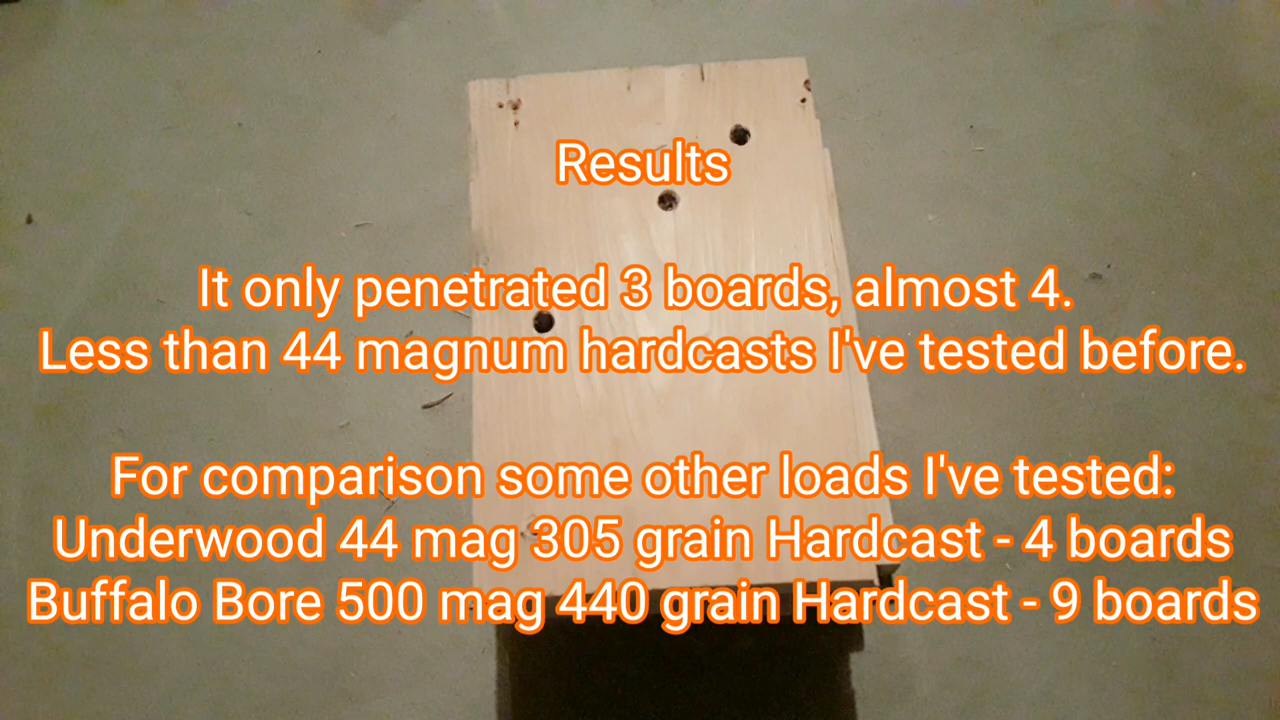 Results
It only penetrated 3 boards, almost 4.
Less than 44 magnum hardcasts I've tested before.
For comparison some other loads I've tested:
Underwood 44 mag 305 grain Hardcast - 4 boards
Buffalo Bore 500 mag 440 grain Hardcast - 9 boards